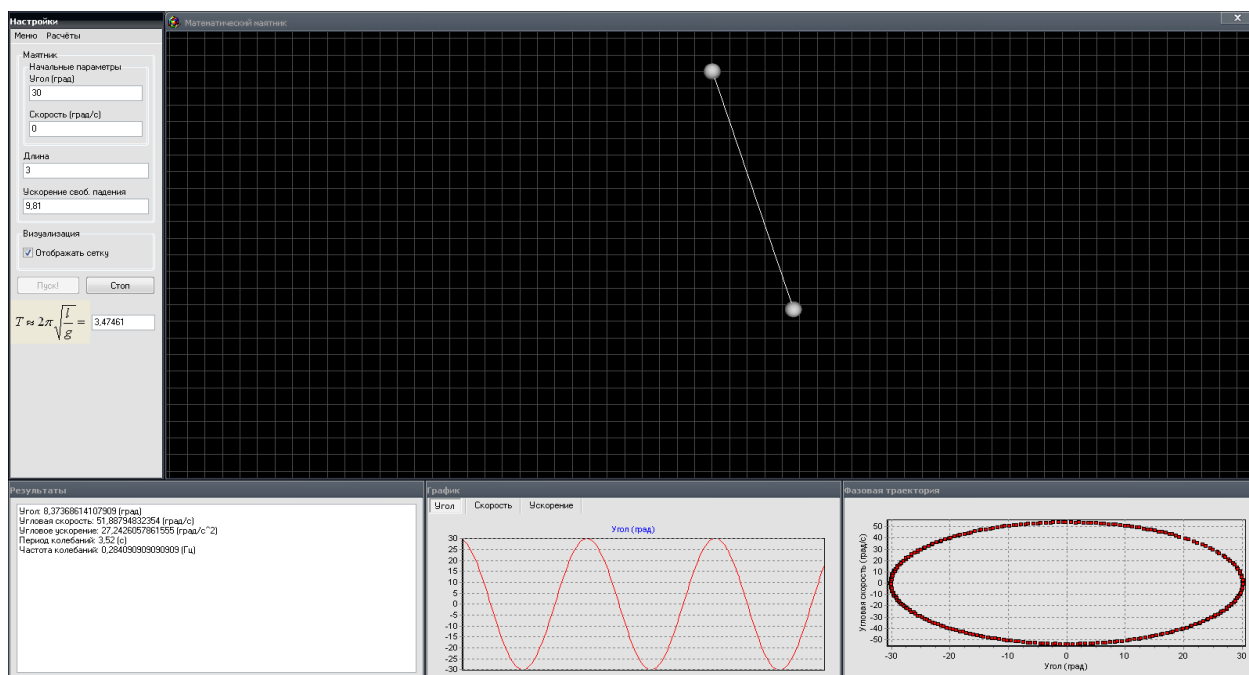 Настройки
Меню Расчёты
Маятник
Начальные параметры
Угол (град)
30
Скорость (град/с)
0
Длина
3
Ускорение своб. падения
9,81
Визуализация
Отображать сетку
Пуск! Стоп
T ≈ 2π√(l/g) = 3,47461
Математический маятник
X
Результаты
Угол: 8,37368614107909 (град)
Угловая скорость: 51,88794832354 (град/с)
Угловое ускорение: 27,2426057861555 (град/с^2)
Период колебаний: 3,52 (с)
Частота колебаний: 0,284090909090909 (Гц)
График
Угол Скорость Ускорение
Угол (град)
30
25
20
15
10
5
0
-5
-10
-15
-20
-25
-30
Фазовая траектория
Угловая скорость (град/с)
50
40
30
20
10
0
-10
-20
-30
-40
-50
-30 -20 -10 0 10 20 30
Угол (град)